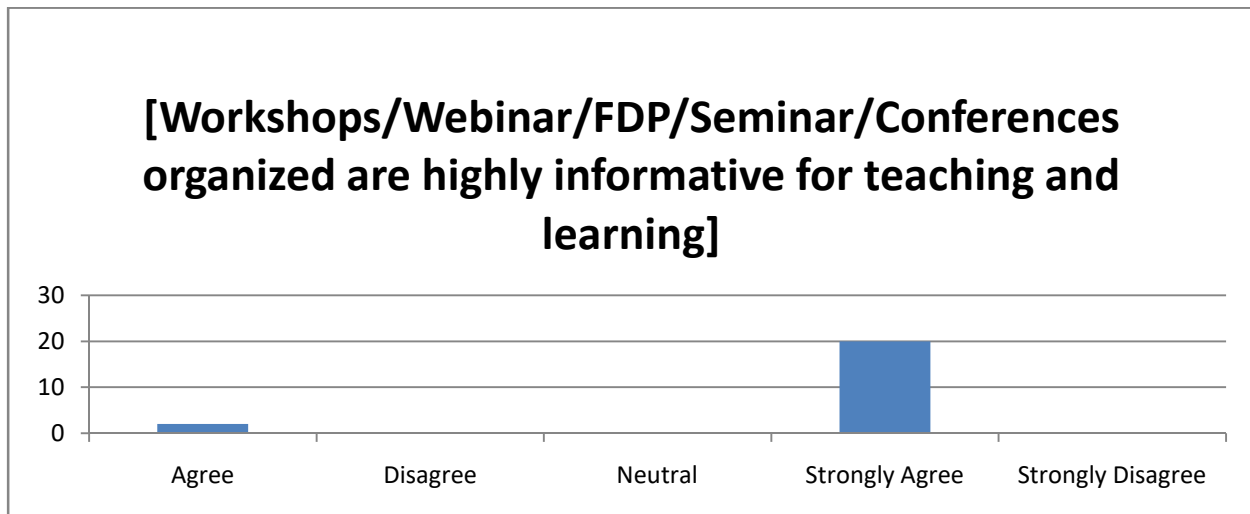 [Workshops/Webinar/FDP/Seminar/Conferences
organized are highly informative for teaching and
learning]
30
20
10
0
Agree Disagree Neutral Strongly Agree Strongly Disagree